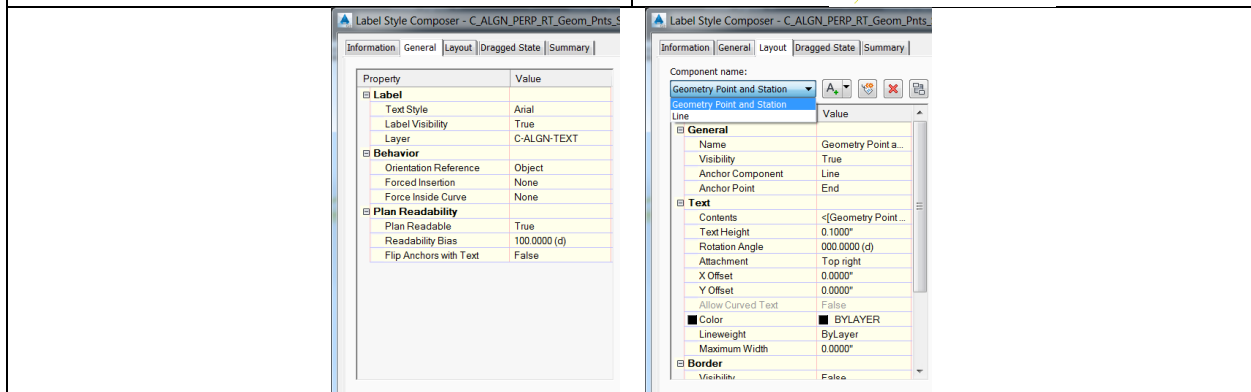 Label Style Composer - C_ALGN_PERP_RT_Geom_Pnts_S
Information General Layout Dragged State Summary
Property Value
Label
Text Style Arial
Label Visibility True
Layer C-ALGN-TEXT
Behavior
Orientation Reference Object
Forced Insertion None
Force Inside Curve None
Plan Readability
Plan Readable True
Readability Bias 100.0000 (d)
Flip Anchors with Text False
Label Style Composer - C_ALGN_PERP_RT_Geom_Pnts_
Information General Layout Dragged State Summary
Component name:
Geometry Point and Station
Geometry Point and Station
Line
Value
General
Name Geometry Point a...
Visibility True
Anchor Component Line
Anchor Point End
Text
Contents <[Geometry Point ...
Text Height 0.1000"
Rotation Angle 000.0000 (d)
Attachment Top right
X Offset 0.0000"
Y Offset 0.0000"
Allow Curved Text False
Color BYLAYER
Lineweight ByLayer
Maximum Width 0.0000"
Border
Visibility False